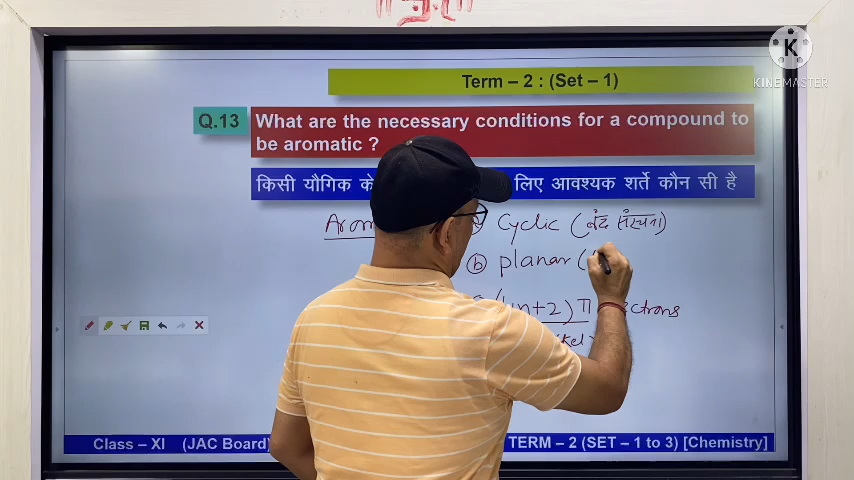 K
KINEMASTER
Term – 2 : (Set – 1)
Q.13 What are the necessary conditions for a compound to
be aromatic ?
किसी यौगिक के लिए आवश्यक शर्ते कौन सी है
Cyclic (बंद संरचना)
(b) planar (
(4n+2) π
Class – XI (JAC Board) TERM – 2 (SET – 1 to 3) [Chemistry]